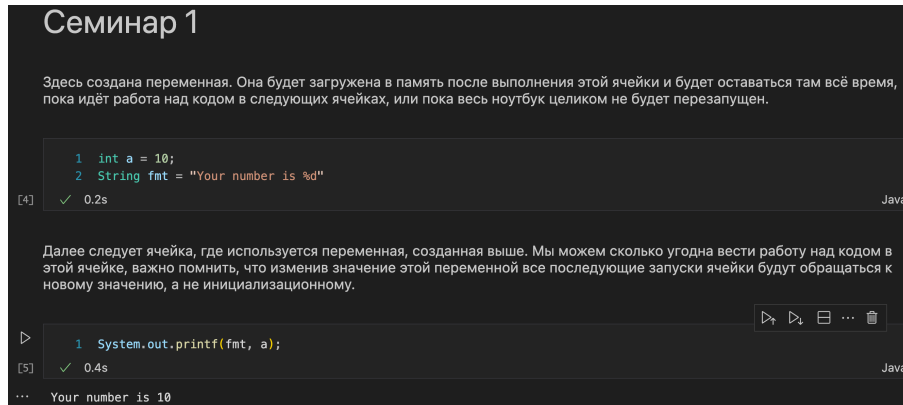 Семинар 1
Здесь создана переменная. Она будет загружена в память после выполнения этой ячейки и будет оставаться там всё время,
пока идёт работа над кодом в следующих ячейках, или пока весь ноутбук целиком не будет перезапущен.
1 int a = 10;
2 String fmt = "Your number is %d"
[4] ✓ 0.2s Java
Далее следует ячейка, где используется переменная, созданная выше. Мы можем сколько угодна вести работу над кодом в
этой ячейке, важно помнить, что изменив значение этой переменной все последующие запуски ячейки будут обращаться к
новому значению, а не инициализационному.
1 System.out.printf(fmt, a);
[5] ✓ 0.4s Java
... Your number is 10